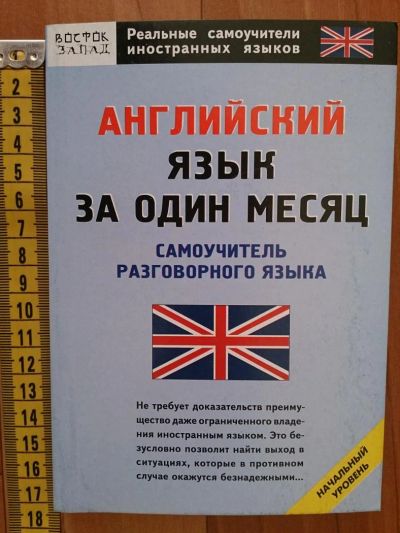 ВОСТОК
ЗАПАД
Реальные самоучители
иностранных языков
АНГЛИЙСКИЙ
ЯЗЫК
ЗА ОДИН МЕСЯЦ
САМОУЧИТЕЛЬ
РАЗГОВОРНОГО ЯЗЫКА
Не требует доказательств преиму-
щество даже ограниченного владе-
ния иностранным языком. Это бе-
зусловно позволит найти выход в
ситуациях, которые в противном
случае окажутся безнадежными...
НАЧАЛЬНЫЙ
УРОВЕНЬ
2
3
4
5
6
7
8
9
10
11
12
13
14
15
16
17
18